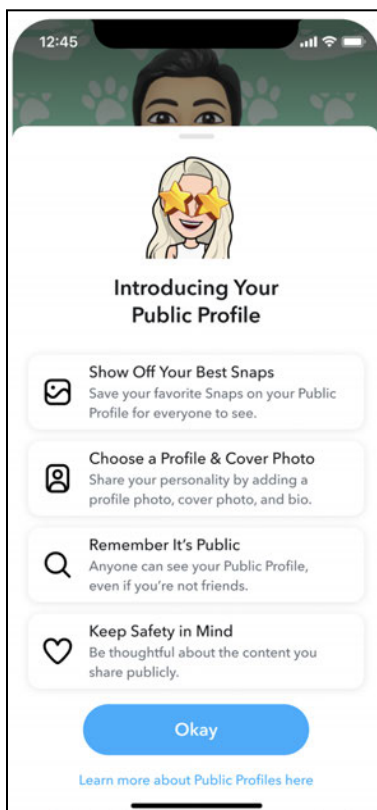 12:45
Introducing Your
Public Profile
Show Off Your Best Snaps
Save your favorite Snaps on your Public
Profile for everyone to see.
Choose a Profile & Cover Photo
Share your personality by adding a
profile photo, cover photo, and bio.
Remember It's Public
Anyone can see your Public Profile,
even if you're not friends.
Keep Safety in Mind
Be thoughtful about the content you
share publicly.
Okay
Learn more about Public Profiles here